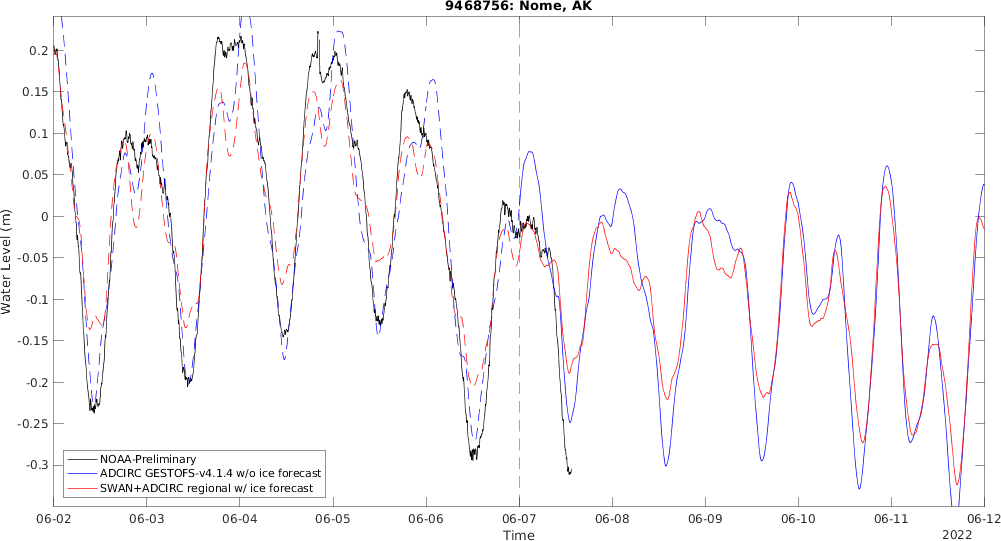 9468756: Nome, AK
0.2
0.15
0.1
0.05
0
-0.05
-0.1
-0.15
-0.2
-0.25
-0.3
Water Level (m)
NOAA-Preliminary
ADCIRC GESTOFS-v4.1.4 w/o ice forecast
SWAN+ADCIRC regional w/ ice forecast
06-02 06-03 06-04 06-05 06-06 06-07 06-08 06-09 06-10 06-11 06-12
Time
2022